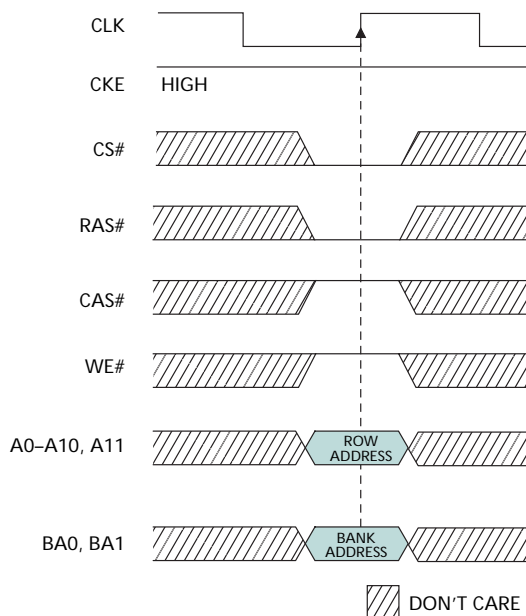 CLK
CKE HIGH
CS#
RAS#
CAS#
WE#
A0–A10, A11 ROW
ADDRESS
BA0, BA1 BANK
ADDRESS
DON'T CARE